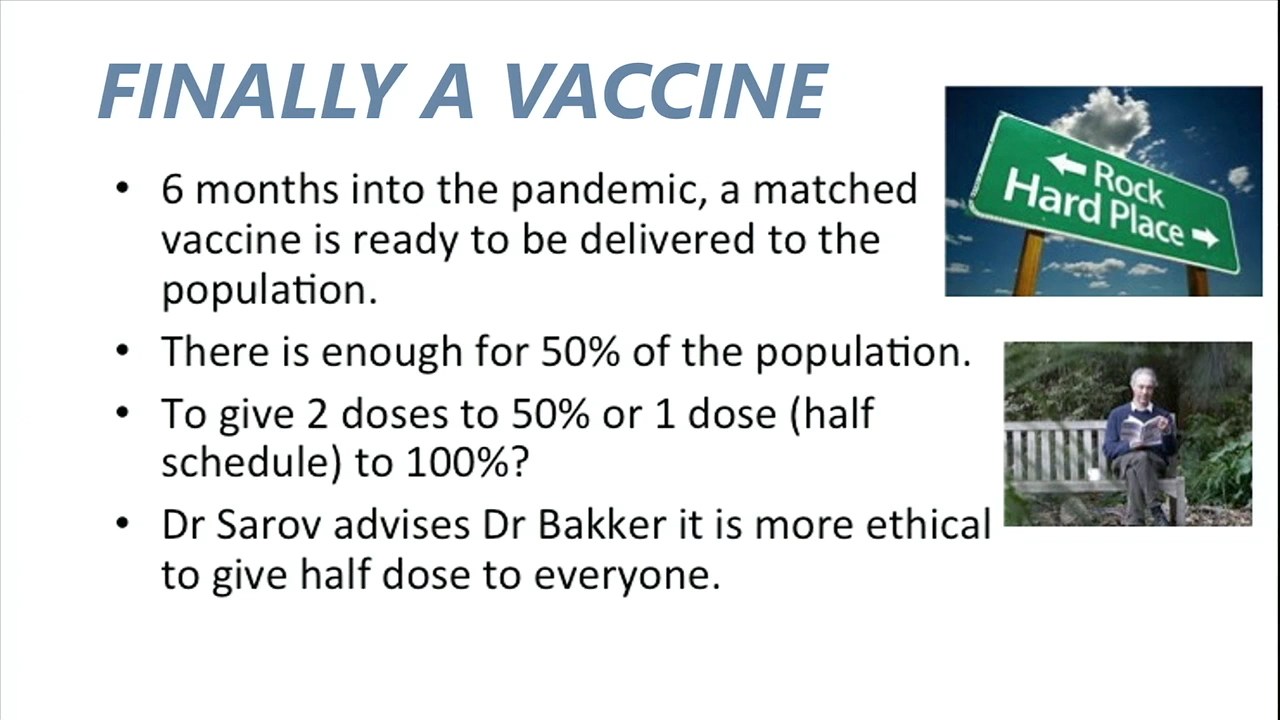 FINALLY A VACCINE
• 6 months into the pandemic, a matched
vaccine is ready to be delivered to the
population.
• There is enough for 50% of the population.
• To give 2 doses to 50% or 1 dose (half
schedule) to 100%?
• Dr Sarov advises Dr Bakker it is more ethical
to give half dose to everyone.
Rock
Hard Place